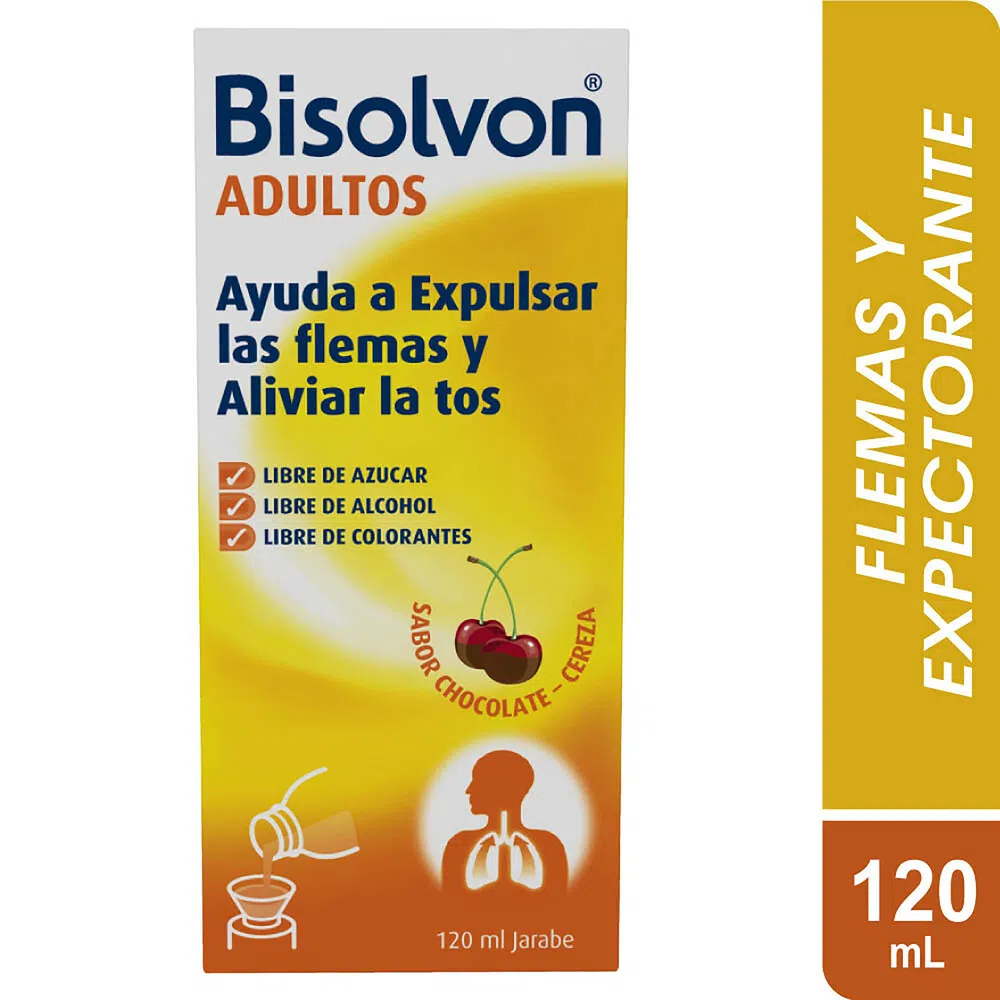 Bisolvon®
ADULTOS
Ayuda a Expulsar
las flemas y
Aliviar la tos
LIBRE DE AZUCAR
LIBRE DE ALCOHOL
LIBRE DE COLORANTES
SABOR CHOCOLATE – CEREZA
120 ml Jarabe
FLEMAS Y
EXPECTORANTE
120
mL